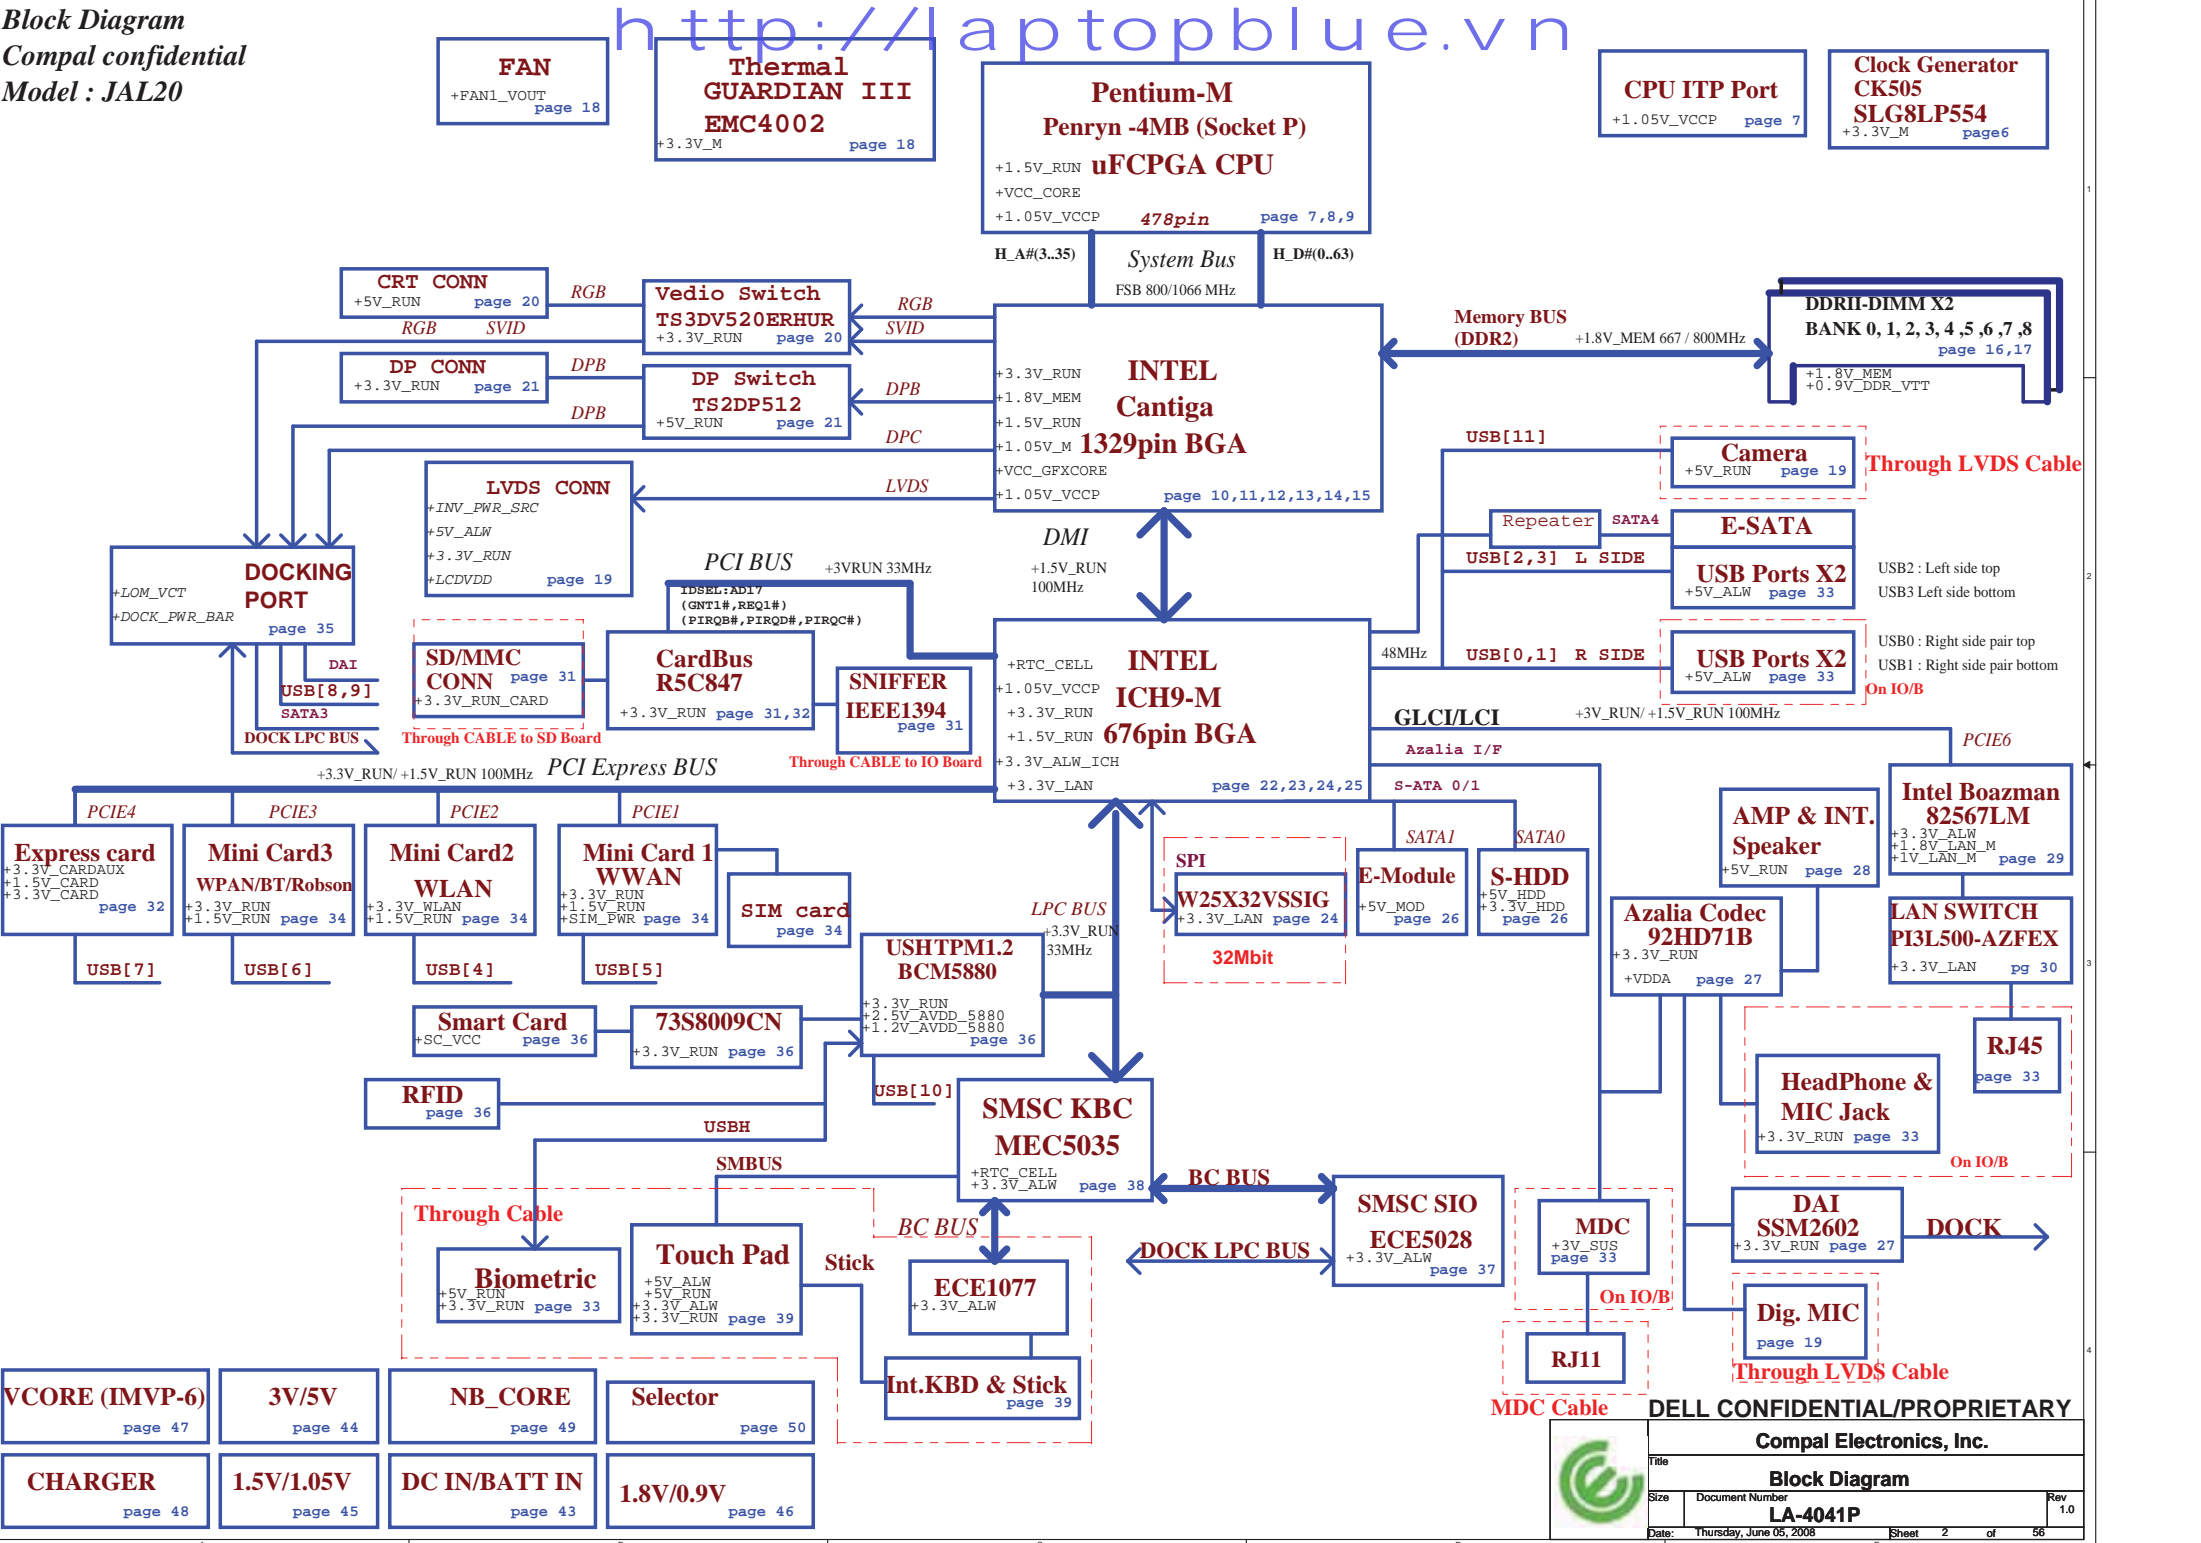 Block Diagram
Compal confidential
Model : JAL20
http://laptopblue.vn
FAN
+FAN1_VOUT
page 18
Thermal
GUARDIAN III
EMC4002
+3.3V_M
page 18
Pentium-M
Penryn -4MB (Socket P)
+1.5V_RUN uFCPGA CPU
+VCC_CORE
+1.05V_VCCP 478pin page 7,8,9
CPU ITP Port
+1.05V_VCCP page 7
Clock Generator
CK505
SLG8LP554
+3.3V_M page6
H_A#(3..35) System Bus H_D#(0..63)
FSB 800/1066 MHz
CRT CONN
+5V_RUN page 20
RGB
RGB SVID
Vedio Switch
TS3DV520ERHUR
+3.3V_RUN page 20
RGB
SVID
DP CONN
+3.3V_RUN page 21
DPB
DPB
DP Switch
TS2DP512
+5V_RUN page 21
DPB
DPC
LVDS
INTEL
Cantiga
1329pin BGA
+3.3V_RUN
+1.8V_MEM
+1.5V_RUN
+1.05V_M
+VCC_GFXCORE
+1.05V_VCCP
page 10,11,12,13,14,15
Memory BUS
(DDR2)
+1.8V_MEM 667 / 800MHz
DDRII-DIMM X2
BANK 0, 1, 2, 3, 4 ,5 ,6 ,7 ,8
page 16,17
+1.8V_MEM
+0.9V_DDR_VTT
LVDS CONN
+INV_PWR_SRC
+5V_ALW
+3.3V_RUN
+LCDVDD page 19
DOCKING
PORT
+LOM_VCT
+DOCK_PWR_BAR
page 35
DAI
USB[8,9]
SATA3
DOCK LPC BUS
PCI BUS
+3VRUN 33MHz
IDSEL:AD17
(GNT1#,REQ1#)
(PIRQB#,PIRQD#,PIRQC#)
DMI
+1.5V_RUN
100MHz
SD/MMC
CONN page 31
+3.3V_RUN_CARD
Through CABLE to SD Board
CardBus
R5C847
+3.3V_RUN page 31,32
SNIFFER
IEEE1394
page 31
Through CABLE to IO Board
INTEL
ICH9-M
676pin BGA
+RTC_CELL
+1.05V_VCCP
+3.3V_RUN
+1.5V_RUN
+3.3V_ALW_ICH
+3.3V_LAN
page 22,23,24,25
USB[11]
Camera
+5V_RUN page 19
Through LVDS Cable
Repeater
SATA4
E-SATA
USB[2,3] L SIDE
USB Ports X2
+5V_ALW page 33
USB2 : Left side top
USB3 Left side bottom
48MHz
USB[0,1] R SIDE
USB Ports X2
+5V_ALW page 33
On IO/B
USB0 : Right side pair top
USB1 : Right side pair bottom
GLCI/LCI
+3V_RUN/ +1.5V_RUN 100MHz
PCIE6
Azalia I/F
S-ATA 0/1
+3.3V_RUN/ +1.5V_RUN 100MHz
PCI Express BUS
PCIE4
PCIE3
PCIE2
PCIE1
Express card
+3.3V_CARDAUX
+1.5V_CARD
+3.3V_CARD
page 32
USB[7]
Mini Card3
WPAN/BT/Robson
+3.3V_RUN
+1.5V_RUN page 34
USB[6]
Mini Card2
WLAN
+3.3V_WLAN
+1.5V_RUN page 34
USB[4]
Mini Card 1
WWAN
+3.3V_RUN
+1.5V_RUN
+SIM_PWR page 34
USB[5]
SIM card
page 34
LPC BUS
+3.3V_RUN
33MHz
SPI
W25X32VSSIG
+3.3V_LAN page 24
32Mbit
SATA1
E-Module
+5V_MOD
page 26
SATA0
S-HDD
+5V_HDD
+3.3V_HDD
page 26
AMP & INT.
Speaker
+5V_RUN page 28
Intel Boazman
82567LM
+3.3V_ALW
+1.8V_LAN_M
+1V_LAN_M page 29
Azalia Codec
92HD71B
+3.3V_RUN
+VDDA page 27
LAN SWITCH
PI3L500-AZFEX
+3.3V_LAN pg 30
RJ45
page 33
HeadPhone &
MIC Jack
+3.3V_RUN page 33
On IO/B
USHTPM1.2
BCM5880
+3.3V_RUN
+2.5V_AVDD_5880
+1.2V_AVDD_5880
page 36
Smart Card
+SC_VCC page 36
73S8009CN
+3.3V_RUN page 36
RFID
page 36
USB[10]
USBH
SMBUS
SMSC KBC
MEC5035
+RTC_CELL
+3.3V_ALW page 38
BC BUS
BC BUS
SMSC SIO
ECE5028
+3.3V_ALW
page 37
DOCK LPC BUS
Through Cable
Biometric
+5V_RUN
+3.3V_RUN page 33
Touch Pad
+5V_ALW
+5V_RUN
+3.3V_ALW
+3.3V_RUN page 39
Stick
ECE1077
+3.3V_ALW
Int.KBD & Stick
page 39
MDC
+3V_SUS
page 33
On IO/B
RJ11
MDC Cable
DAI
SSM2602
+3.3V_RUN page 27
DOCK
Dig. MIC
page 19
Through LVDS Cable
VCORE (IMVP-6)
page 47
3V/5V
page 44
NB_CORE
page 49
Selector
page 50
CHARGER
page 48
1.5V/1.05V
page 45
DC IN/BATT IN
page 43
1.8V/0.9V
page 46
DELL CONFIDENTIAL/PROPRIETARY
Compal Electronics, Inc.
Title
Block Diagram
Size Document Number Rev
LA-4041P 1.0
Date: Thursday, June 05, 2008 Sheet 2 of 56
1
2
3
4